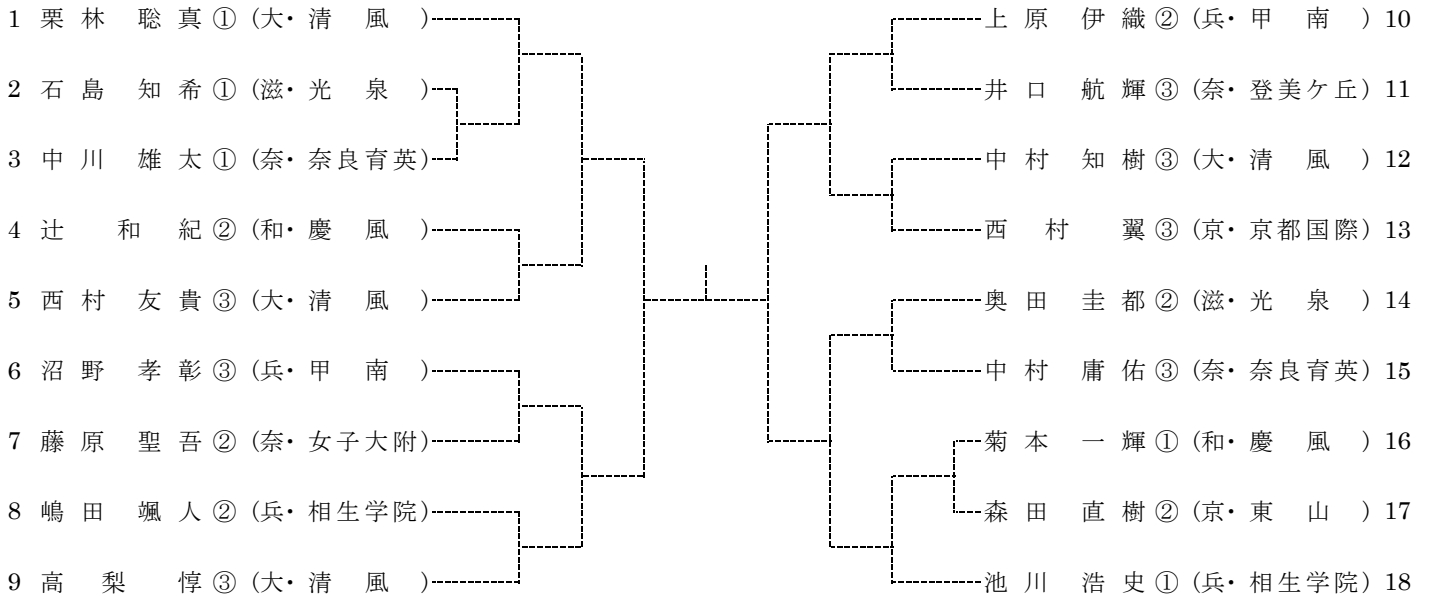 1 栗林 聡真 ① (大・清風)
2 石島 知希 ① (滋・光泉)
3 中川 雄太 ① (奈・奈良育英)
4 辻 和紀 ② (和・慶風)
5 西村 友貴 ③ (大・清風)
6 沼野 孝彰 ③ (兵・甲南)
7 藤原 聖吾 ② (奈・女子大附)
8 嶋田 颯人 ② (兵・相生学院)
9 高梨 惇 ③ (大・清風)
上原 伊織 ② (兵・甲南) 10
井口 航輝 ③ (奈・登美ケ丘) 11
中村 知樹 ③ (大・清風) 12
西村 翼 ③ (京・京都国際) 13
奥田 圭都 ② (滋・光泉) 14
中村 庸佑 ③ (奈・奈良育英) 15
菊本 一輝 ① (和・慶風) 16
森田 直樹 ② (京・東山) 17
池川 浩史 ① (兵・相生学院) 18